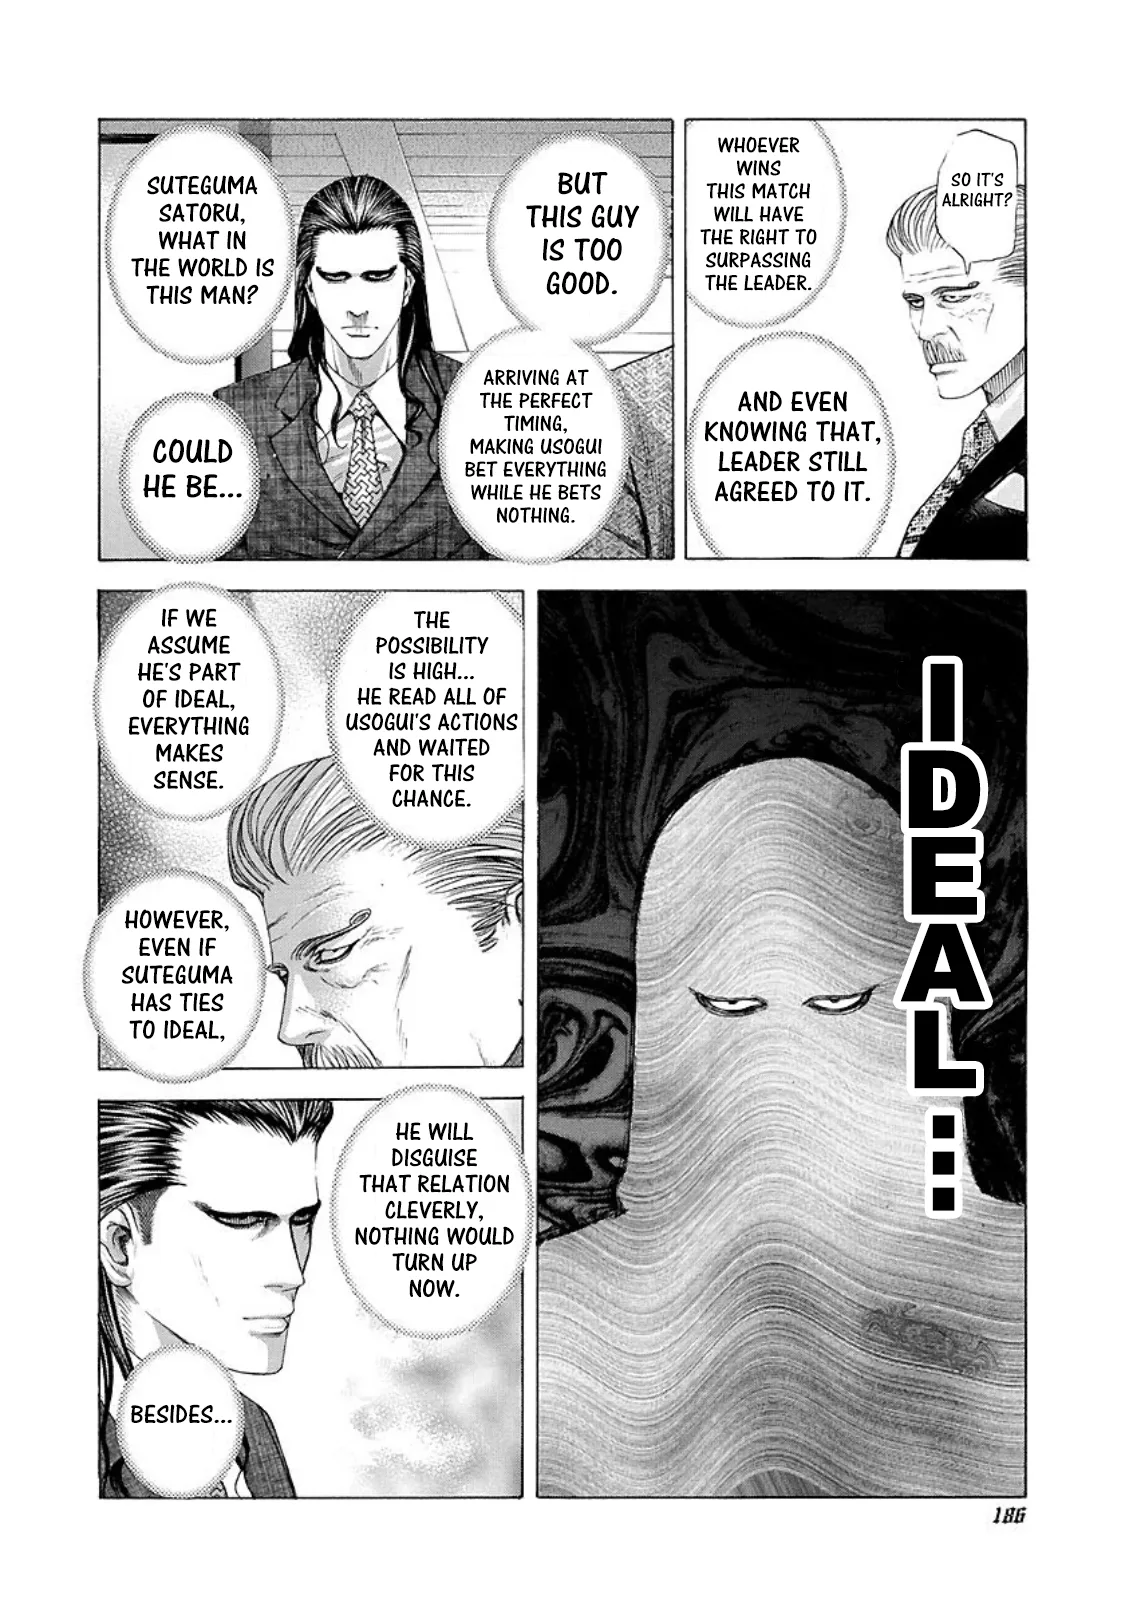 SO IT'S
ALRIGHT?
WHOEVER
WINS
THIS MATCH
WILL HAVE
THE RIGHT TO
SURPASSING
THE LEADER.
AND EVEN
KNOWING THAT,
LEADER STILL
AGREED TO IT.
BUT
THIS GUY
IS TOO
GOOD.
ARRIVING AT
THE PERFECT
TIMING,
MAKING USOGUI
BET EVERYTHING
WHILE HE BETS
NOTHING.
SUTEGUMA
SATORU,
WHAT IN
THE WORLD IS
THIS MAN?
COULD
HE BE...
IDEAL...
THE
POSSIBILITY
IS HIGH...
HE READ ALL OF
USOGUI'S ACTIONS
AND WAITED
FOR THIS
CHANCE.
IF WE
ASSUME
HE'S PART
OF IDEAL,
EVERYTHING
MAKES
SENSE.
HOWEVER,
EVEN IF
SUTEGUMA
HAS TIES
TO IDEAL,
HE WILL
DISGUISE
THAT RELATION
CLEVERLY,
NOTHING WOULD
TURN UP
NOW.
BESIDES...
186